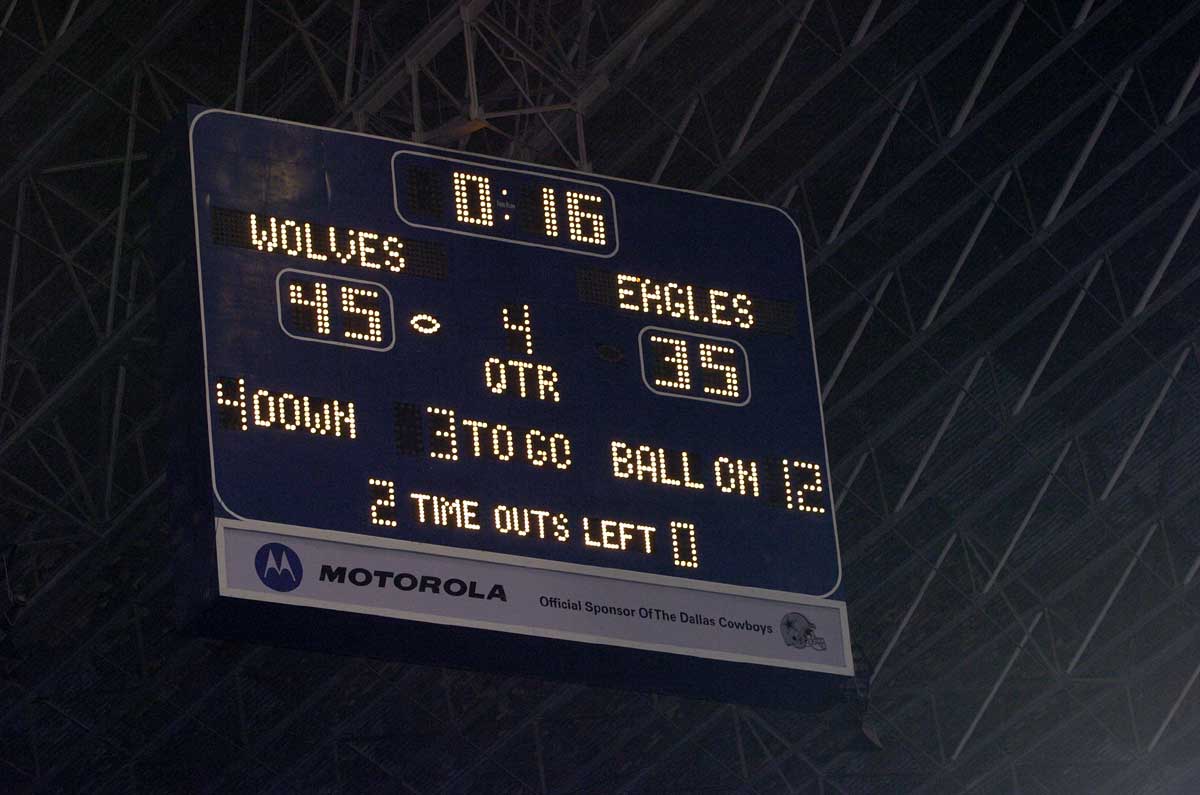 0:16
WOLVES EAGLES
45 4 35
QTR
4 DOWN 3 TO GO BALL ON 12
2 TIME OUTS LEFT 0
MOTOROLA Official Sponsor Of The Dallas Cowboys